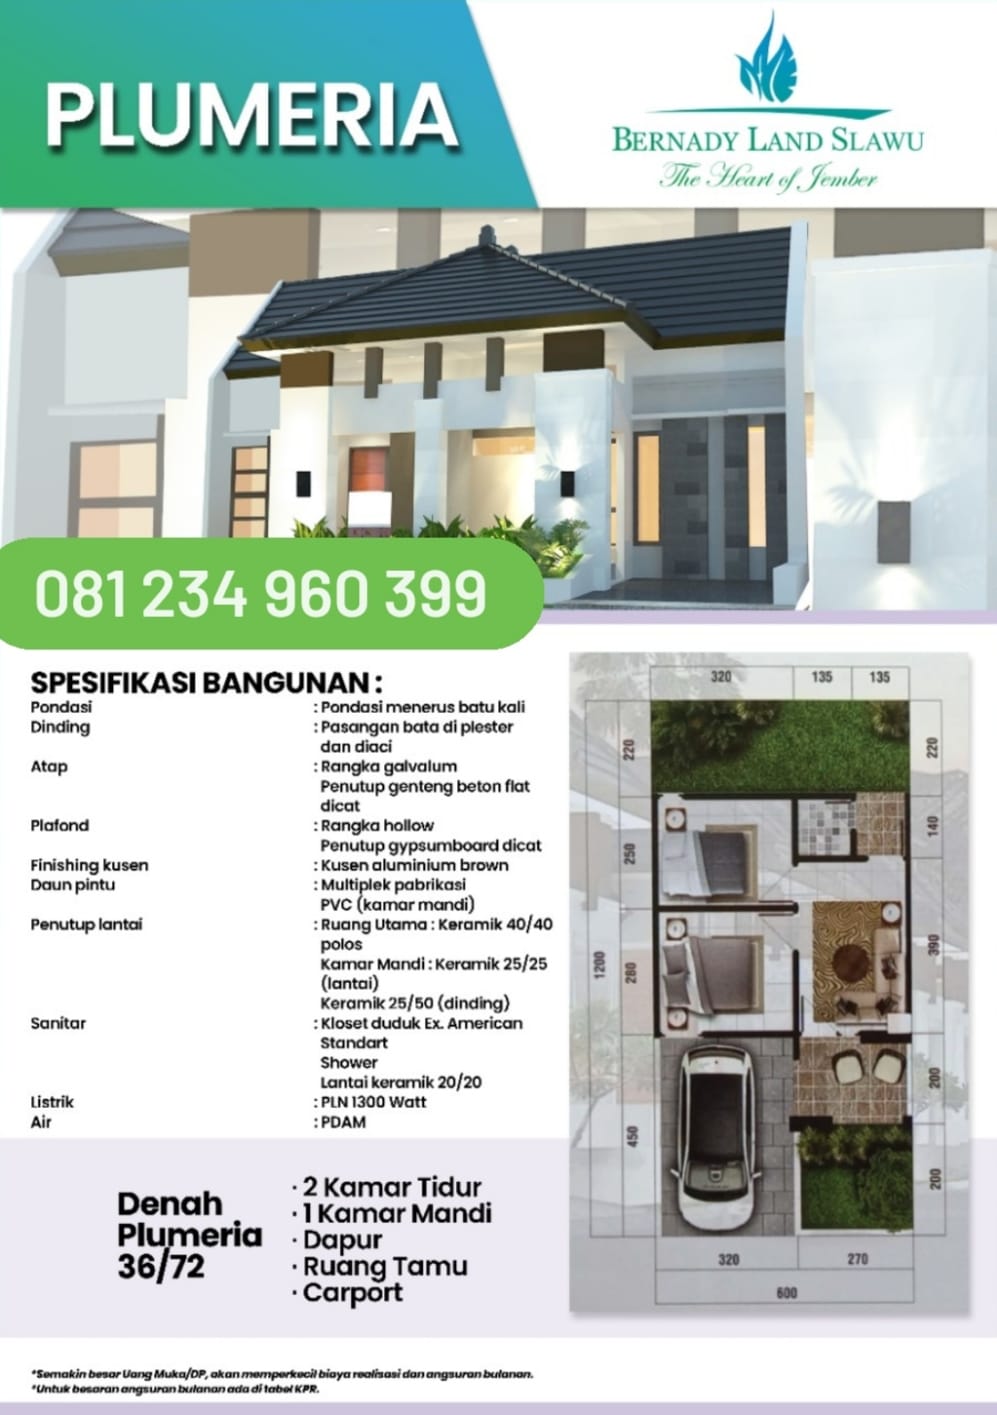 PLUMERIA
BERNADY LAND SLAWU
The Heart of Jember
081 234 960 399
SPESIFIKASI BANGUNAN :
Pondasi : Pondasi menerus batu kali
Dinding : Pasangan bata di plester
dan diaci
Atap : Rangka galvalum
Penutup genteng beton flat
dicat
Plafond : Rangka hollow
Penutup gypsumboard dicat
Finishing kusen : Kusen aluminium brown
Daun pintu : Multiplek pabrikasi
PVC (kamar mandi)
Penutup lantai : Ruang Utama : Keramik 40/40
polos
Kamar Mandi : Keramik 25/25
(lantai)
Keramik 25/50 (dinding)
Sanitar : Kloset duduk Ex. American
Standart
Shower
Lantai keramik 20/20
Listrik : PLN 1300 Watt
Air : PDAM
320 135 135
220 220
140
250
390
1200 280
200
450
200
320 270
600
Denah
Plumeria
36/72
· 2 Kamar Tidur
· 1 Kamar Mandi
· Dapur
· Ruang Tamu
· Carport
*Semakin besar Uang Muka/DP, akan memperkecil biaya realisasi dan angsuran bulanan.
*Untuk besaran angsuran bulanan ada di tabel KPR.